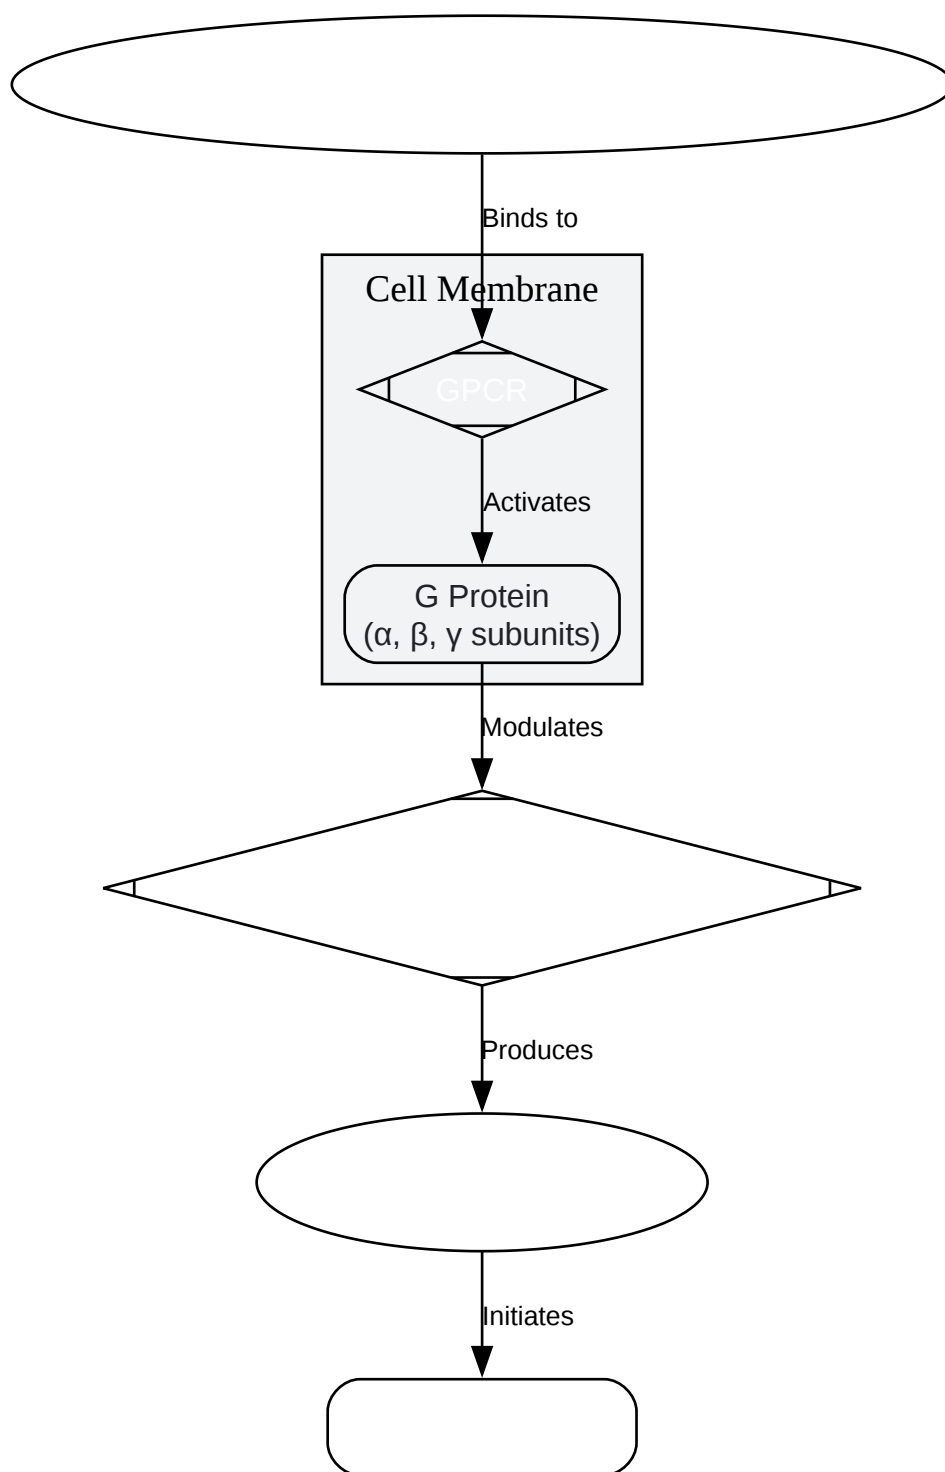 Binds to
Cell Membrane
GPCR
Activates
G Protein
(α, β, γ subunits)
Modulates
Produces
Initiates